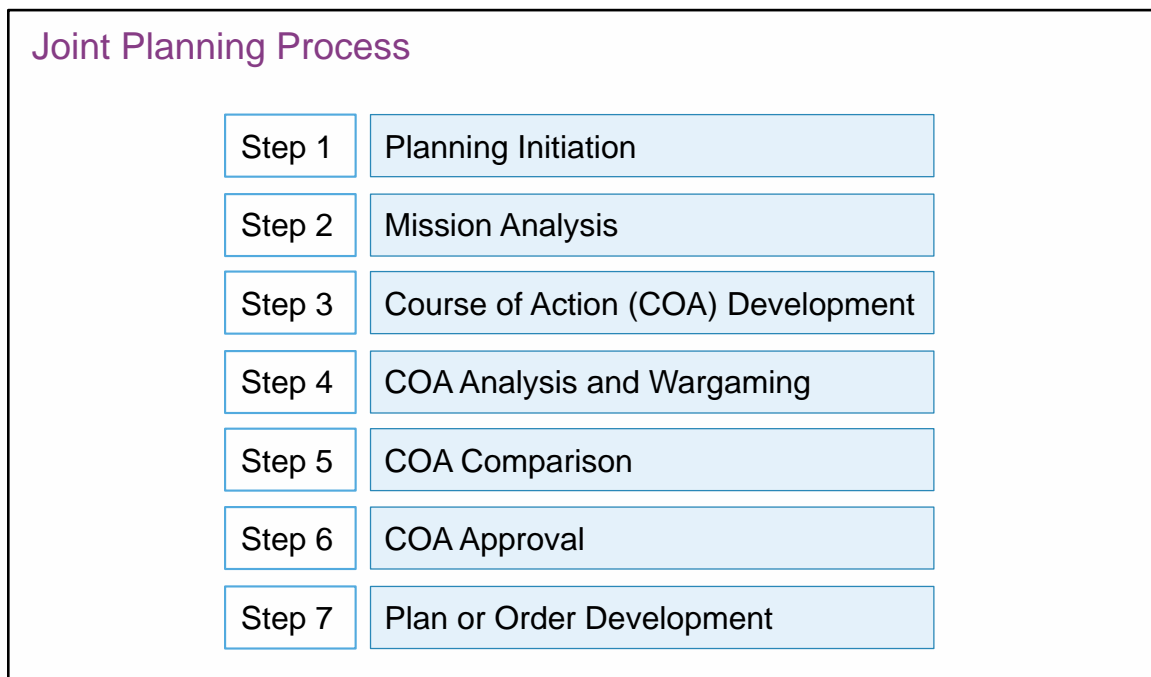 Joint Planning Process
Step 1 Planning Initiation
Step 2 Mission Analysis
Step 3 Course of Action (COA) Development
Step 4 COA Analysis and Wargaming
Step 5 COA Comparison
Step 6 COA Approval
Step 7 Plan or Order Development